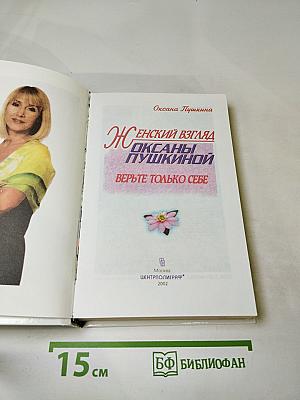 Оксана Пушкина
ЖЕНСКИЙ ВЗГЛЯД
ОКСАНЫ
ПУШКИНОЙ
ВЕРЬТЕ ТОЛЬКО СЕБЕ
Москва
ЦЕНТРПОЛИГРАФ
2002
15 см
БФ БИБЛИОФАН